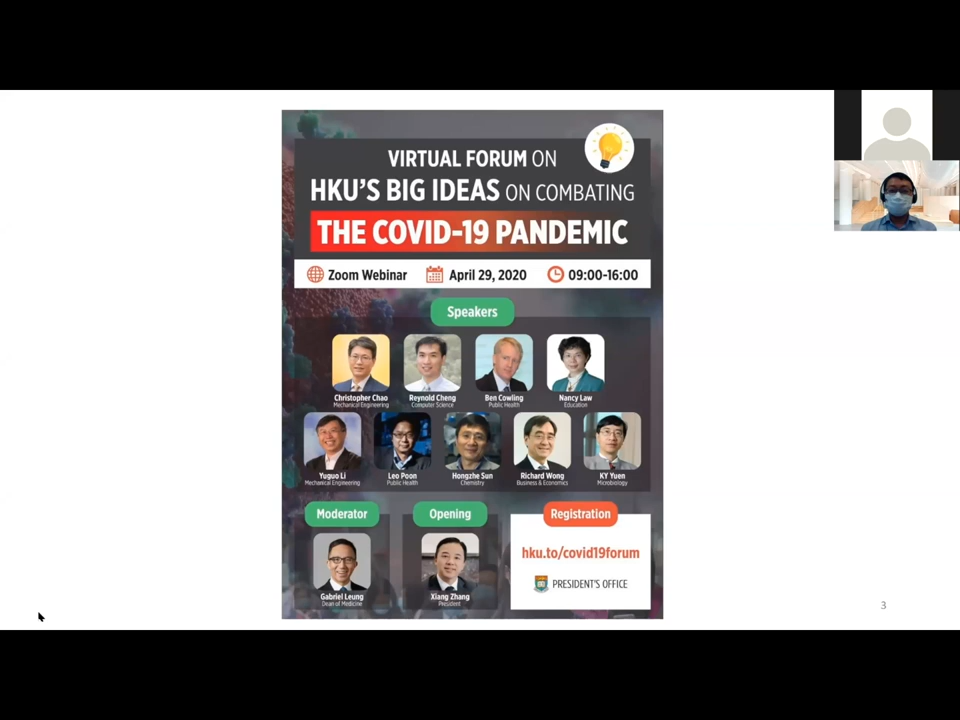 VIRTUAL FORUM ON
HKU'S BIG IDEAS ON COMBATING
THE COVID-19 PANDEMIC
Zoom Webinar April 29, 2020 09:00-16:00
Speakers
Christopher Chao Reynold Cheng Ben Cowling Nancy Law
Mechanical Engineering Computer Science Public Health Education
Yuguo Li Leo Poon Hongzhe Sun Richard Wong KY Yuen
Mechanical Engineering Public Health Chemistry Business & Economics Microbiology
Moderator Opening Registration
hku.to/covid19forum
PRESIDENT'S OFFICE
Gabriel Leung Xiang Zhang
Dean of Medicine President
3